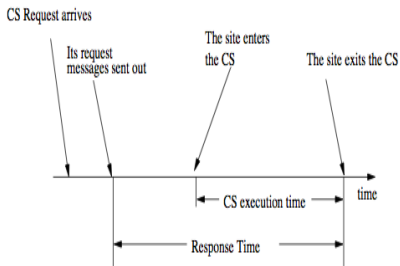 CS Request arrives
Its request
messages sent out
The site enters
the CS
The site exits the CS
time
CS execution time
Response Time